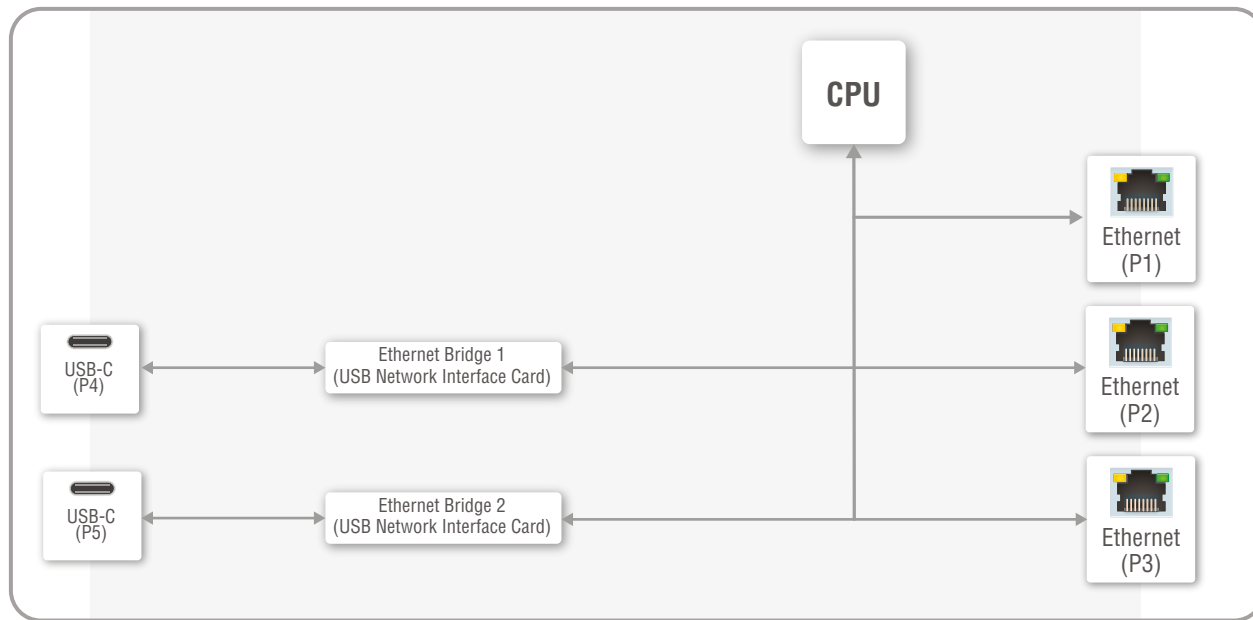 CPU
Ethernet
(P1)
USB-C
(P4)
Ethernet Bridge 1
(USB Network Interface Card)
Ethernet
(P2)
USB-C
(P5)
Ethernet Bridge 2
(USB Network Interface Card)
Ethernet
(P3)